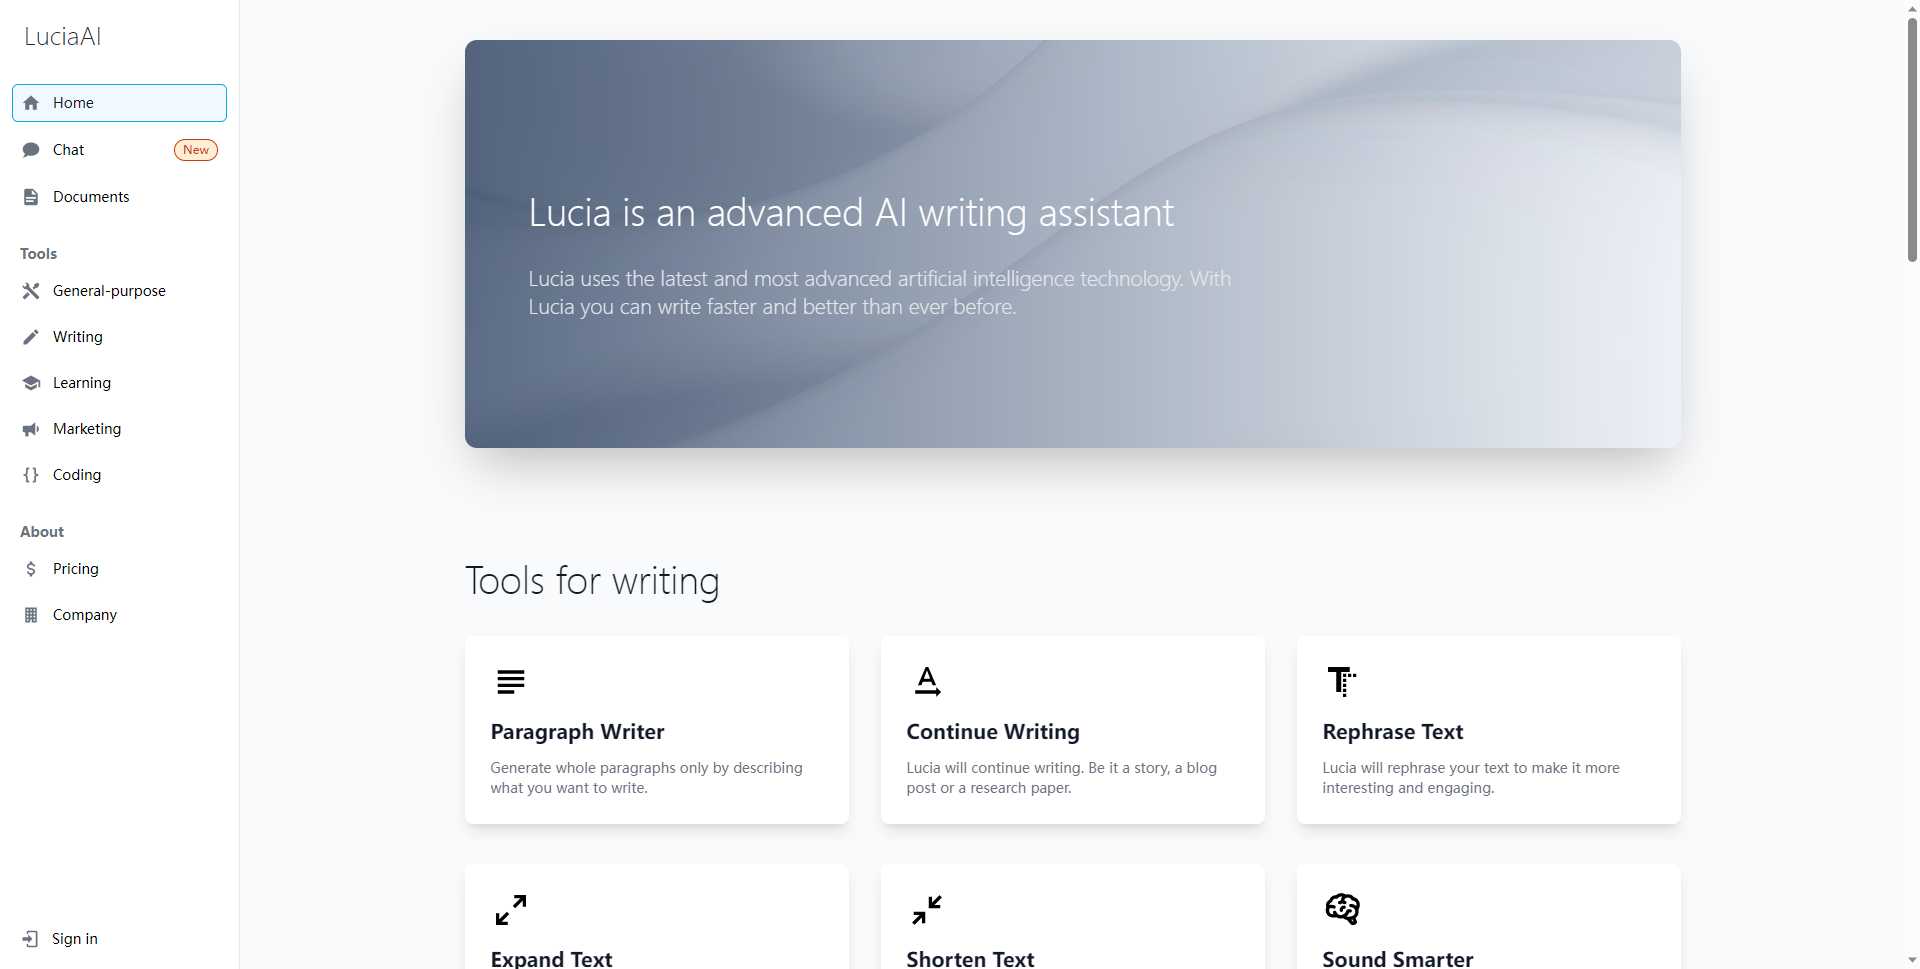 LuciaAI
Home
Chat
New
Documents
Tools
General-purpose
Writing
Learning
Marketing
Coding
About
Pricing
Company
Sign in
Lucia is an advanced AI writing assistant
Lucia uses the latest and most advanced artificial intelligence technology. With
Lucia you can write faster and better than ever before.
Tools for writing
Paragraph Writer
Generate whole paragraphs only by describing
what you want to write.
Continue Writing
Lucia will continue writing. Be it a story, a blog
post or a research paper.
Rephrase Text
Lucia will rephrase your text to make it more
interesting and engaging.
Expand Text
Shorten Text
Sound Smarter